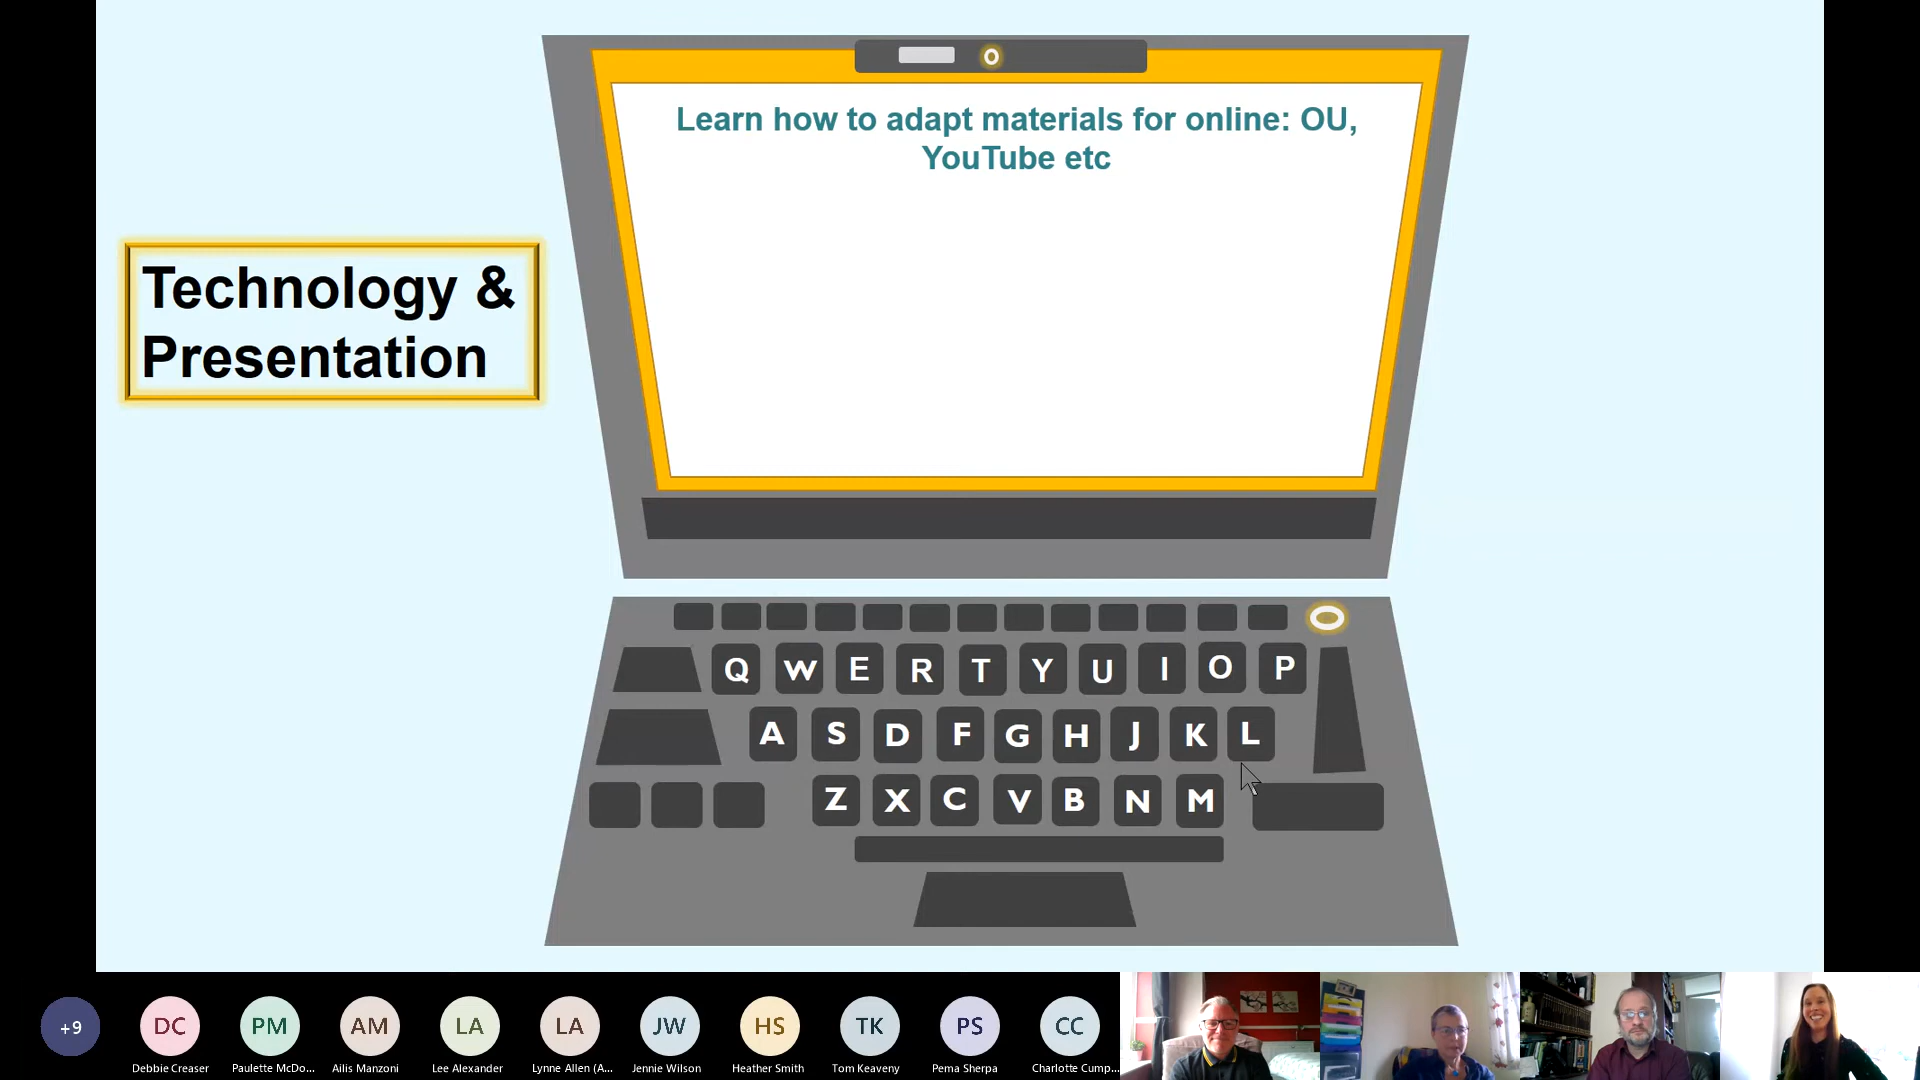 Learn how to adapt materials for online: OU,
YouTube etc
Technology &
Presentation
Q W E R T Y U I O P
A S D F G H J K L
Z X C V B N M
+9 DC PM AM LA LA JW HS TK PS CC
Debbie Creaser Paulette McDo... Ailis Manzoni Lee Alexander Lynne Allen (A... Jennie Wilson Heather Smith Tom Keaveny Pema Sherpa Charlotte Cump...